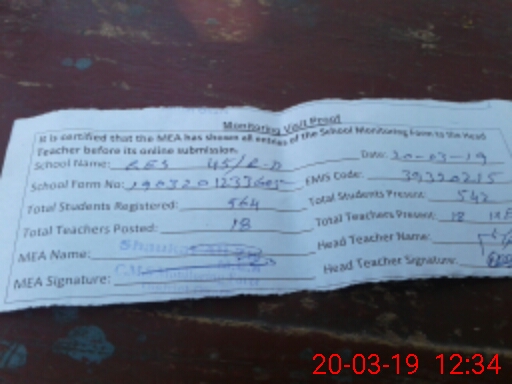 Monitoring Visit Proof
It is certified that the MEA has shown all entries of the School Monitoring Form to the Head
Teacher before its online submission.
School Name: 45/ Date: 20-03-19
School Form No: EMIS Code: 39320215
Total Students Registered: 564 Total Students Present: 542
Total Teachers Posted: 18 Total Teachers Present: 18
MEA Name: Head Teacher Name:
MEA Signature: Head Teacher Signature:
20-03-19 12:34